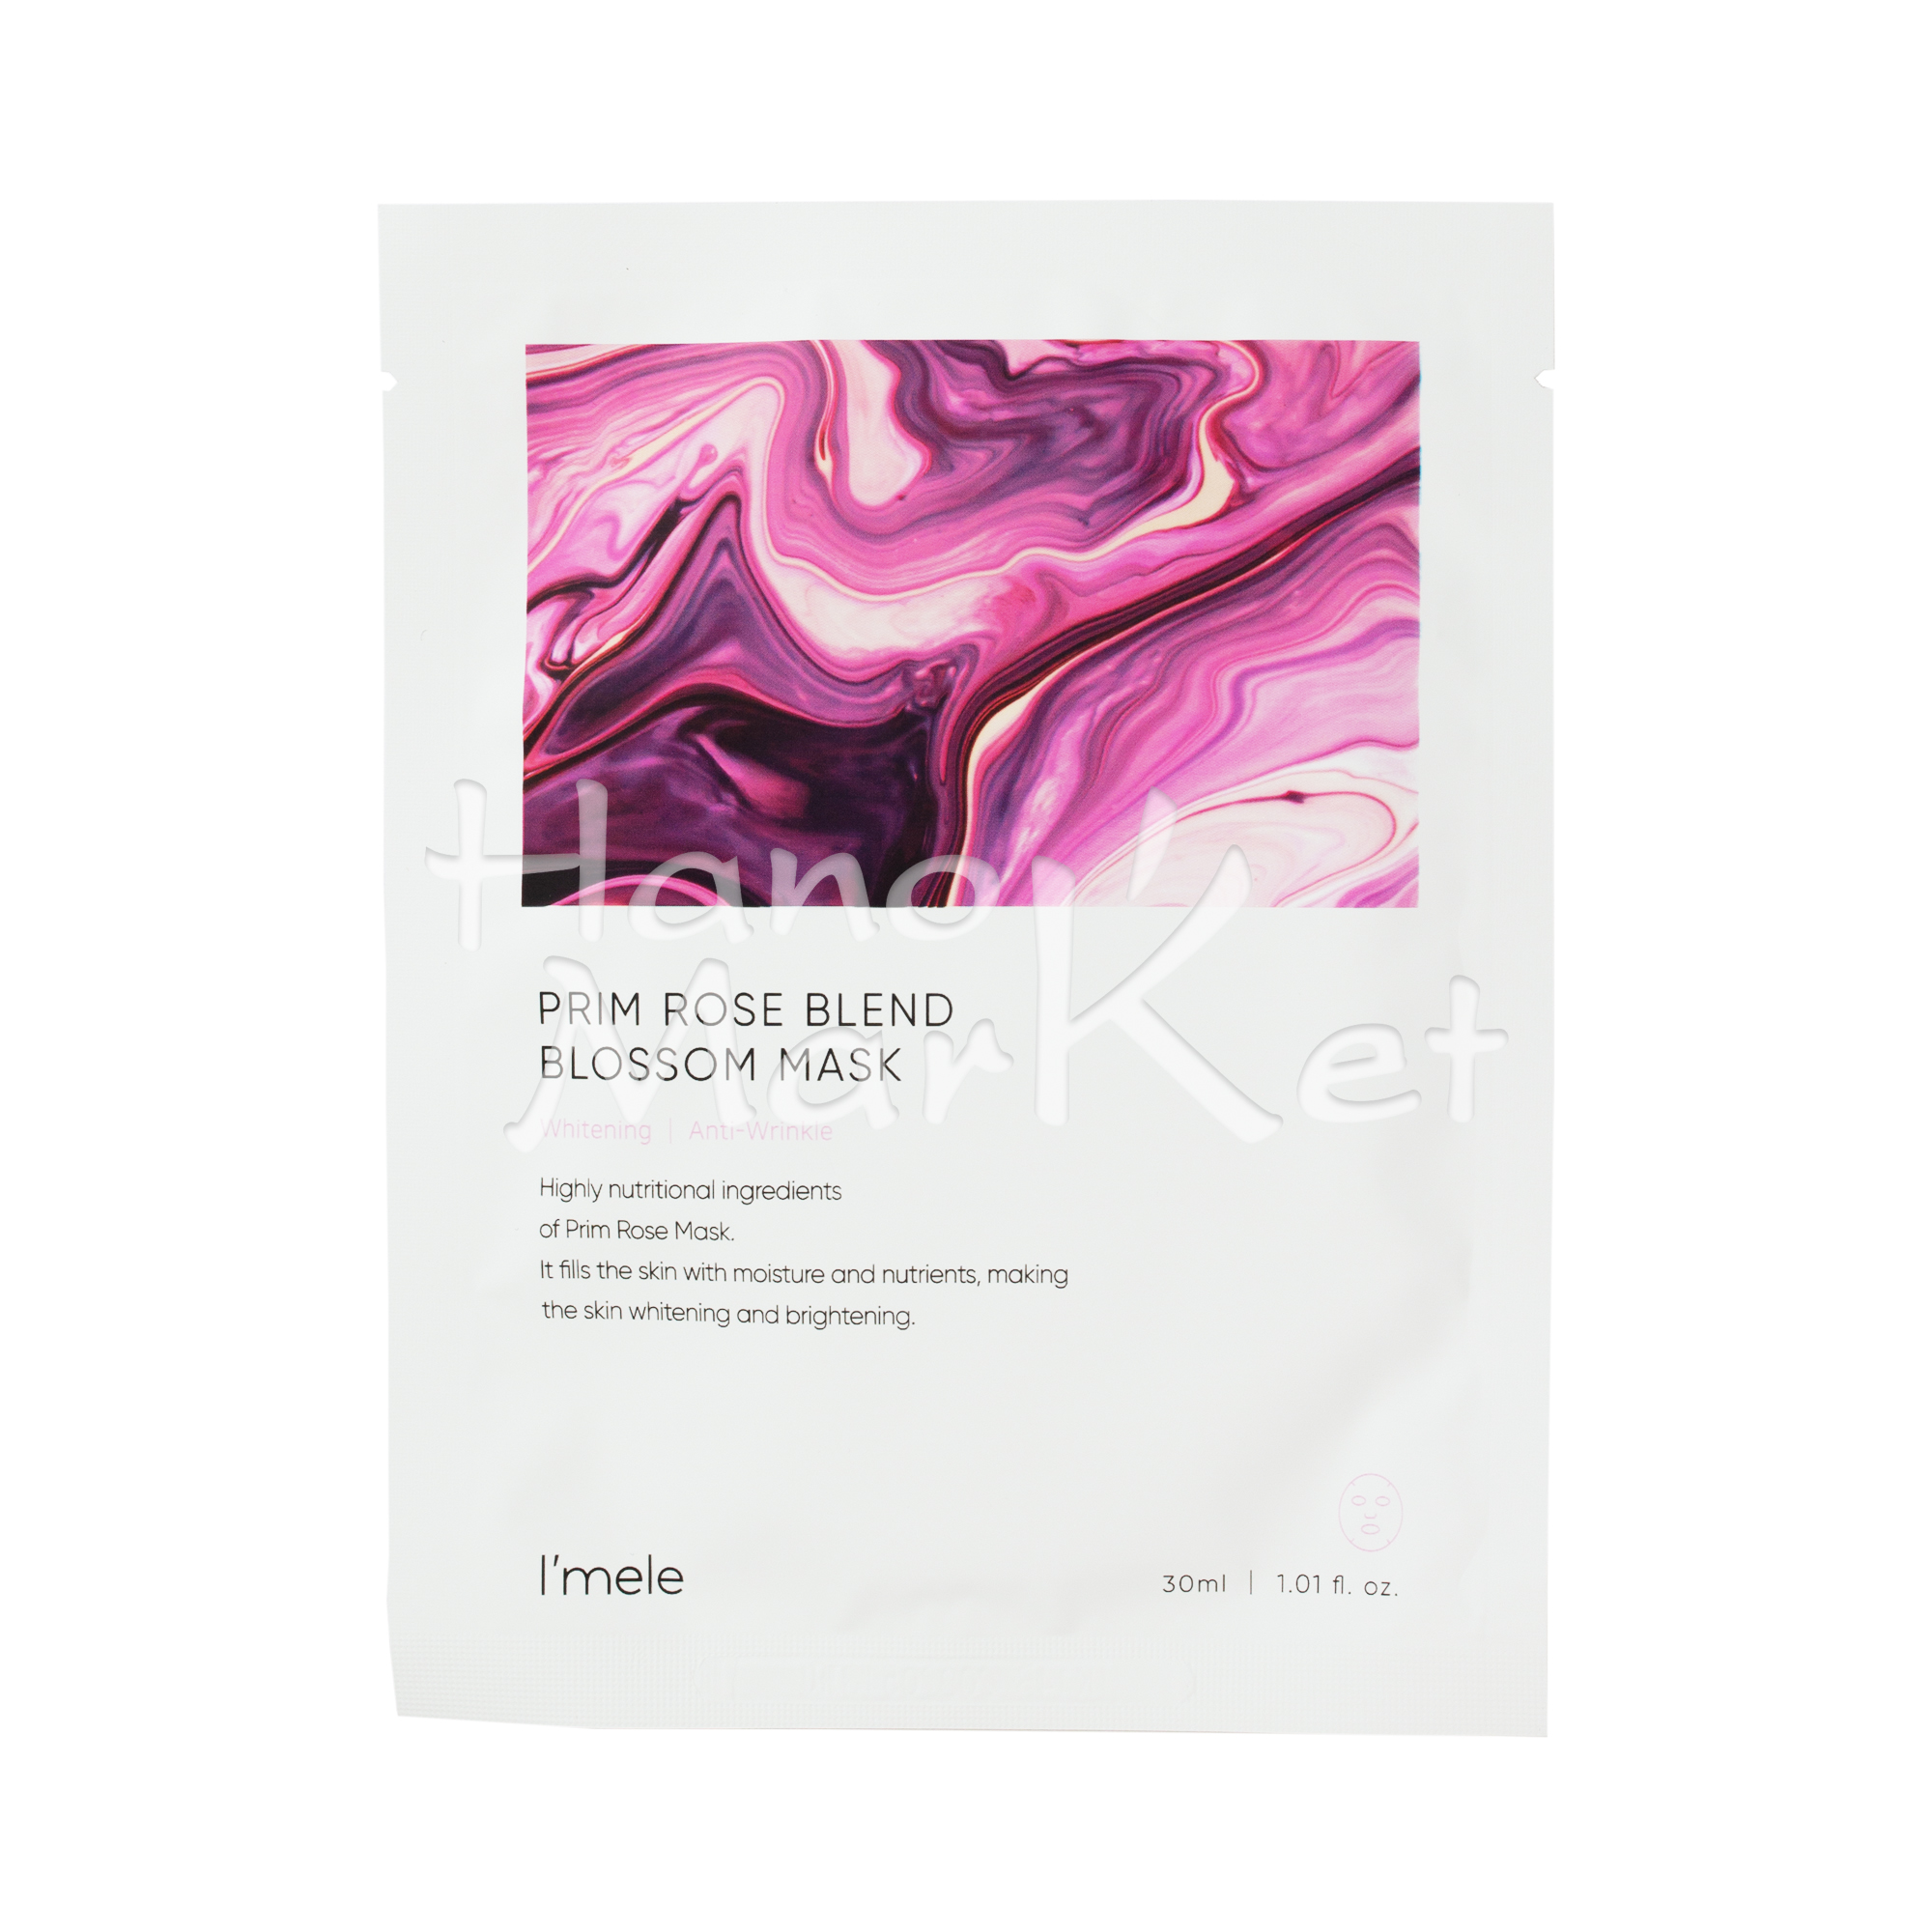 Hano
MarKet
PRIM ROSE BLEND
BLOSSOM MASK
Whitening | Anti-Wrinkle
Highly nutritional ingredients
of Prim Rose Mask.
It fills the skin with moisture and nutrients, making
the skin whitening and brightening.
I'mele
30ml | 1.01 fl. oz.